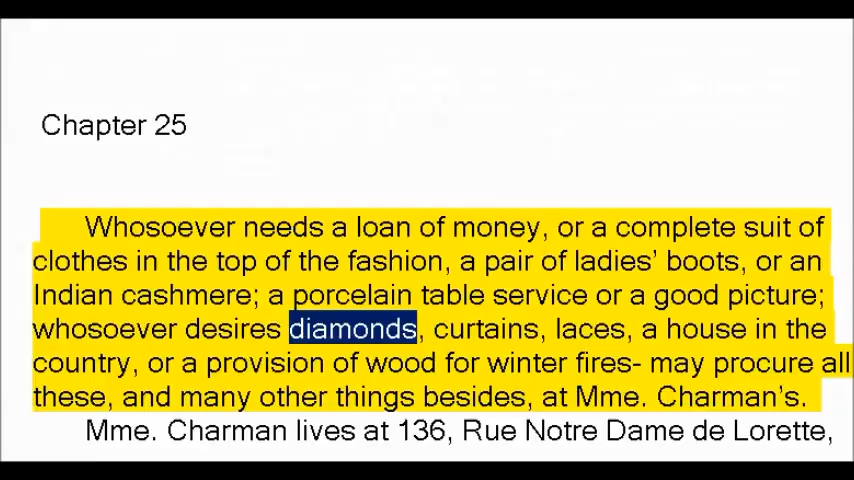 Chapter 25
Whosoever needs a loan of money, or a complete suit of
clothes in the top of the fashion, a pair of ladies’ boots, or an
Indian cashmere; a porcelain table service or a good picture;
whosoever desires diamonds, curtains, laces, a house in the
country, or a provision of wood for winter fires- may procure all
these, and many other things besides, at Mme. Charman’s.
Mme. Charman lives at 136, Rue Notre Dame de Lorette,